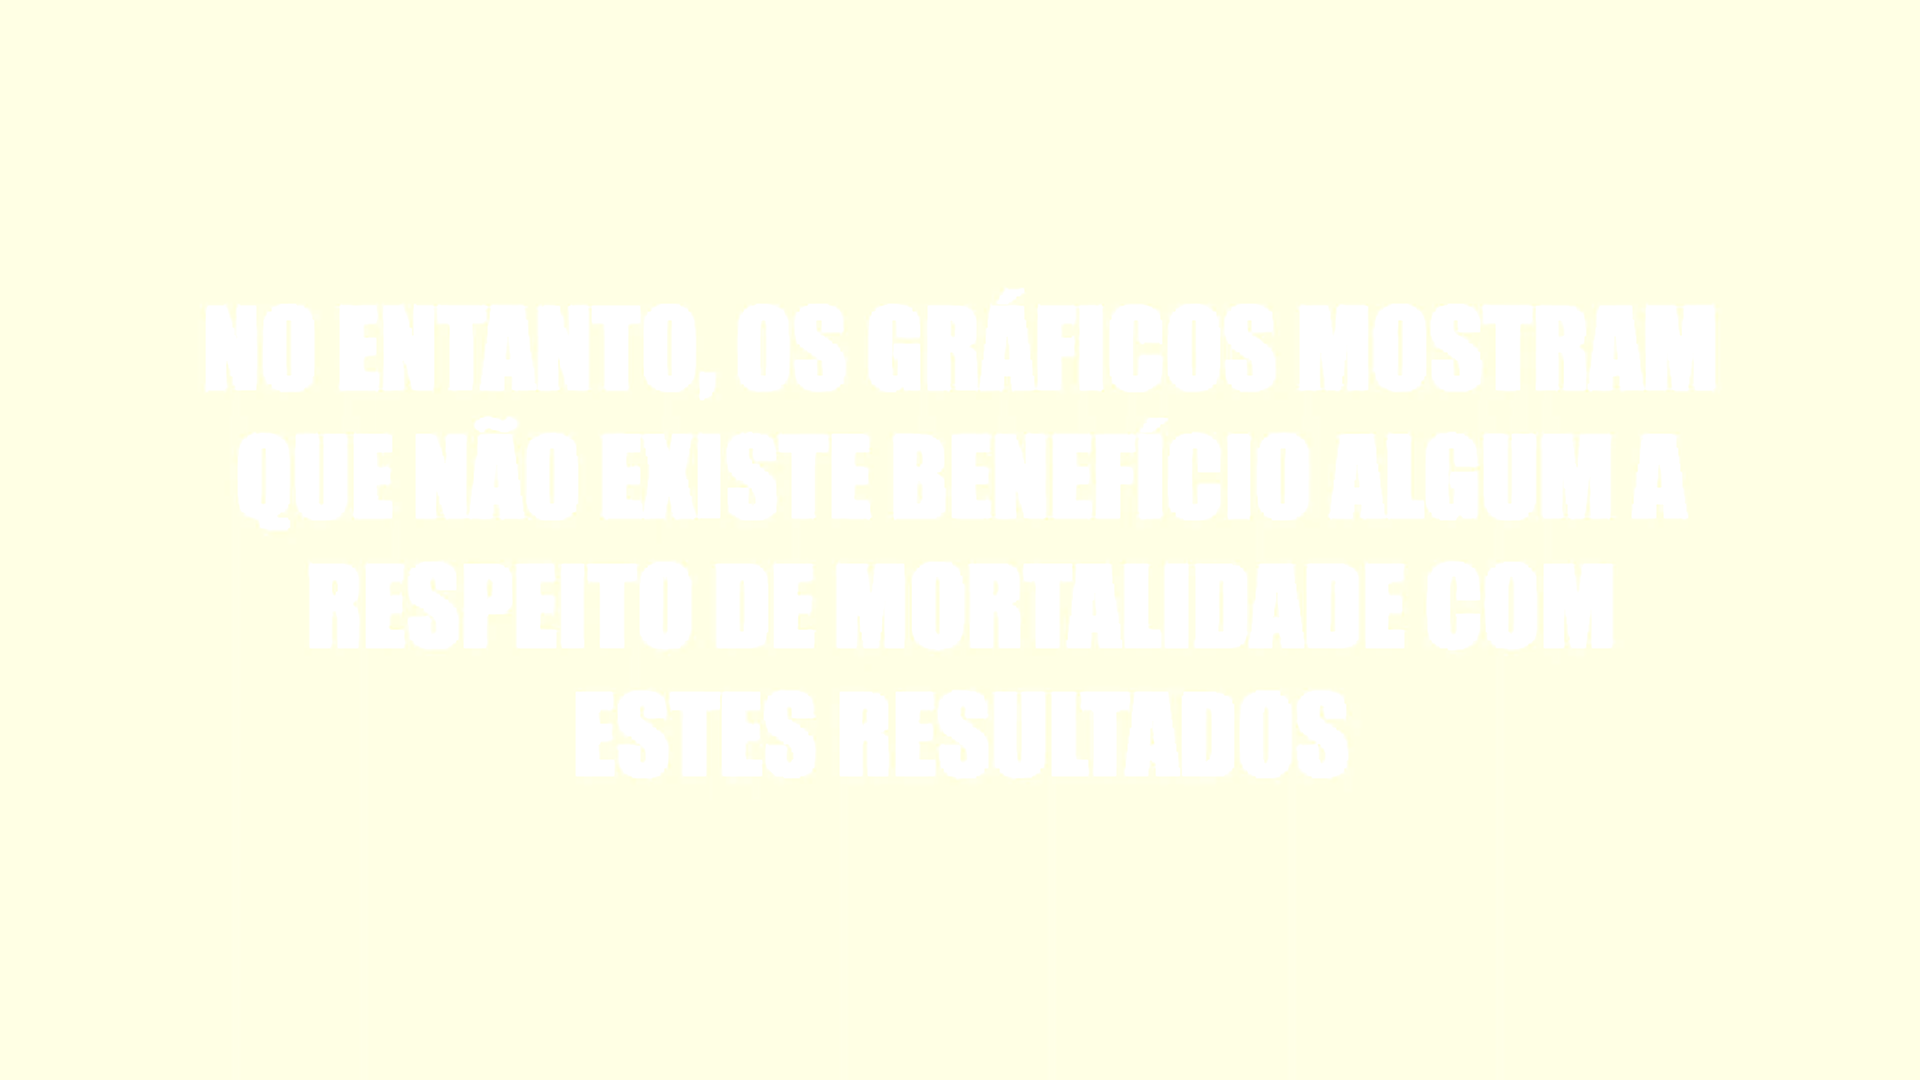 NO ENTANTO, OS GRÁFICOS MOSTRAM
QUE NÃO EXISTE BENEFÍCIO ALGUM A
RESPEITO DE MORTALIDADE COM
ESTES RESULTADOS